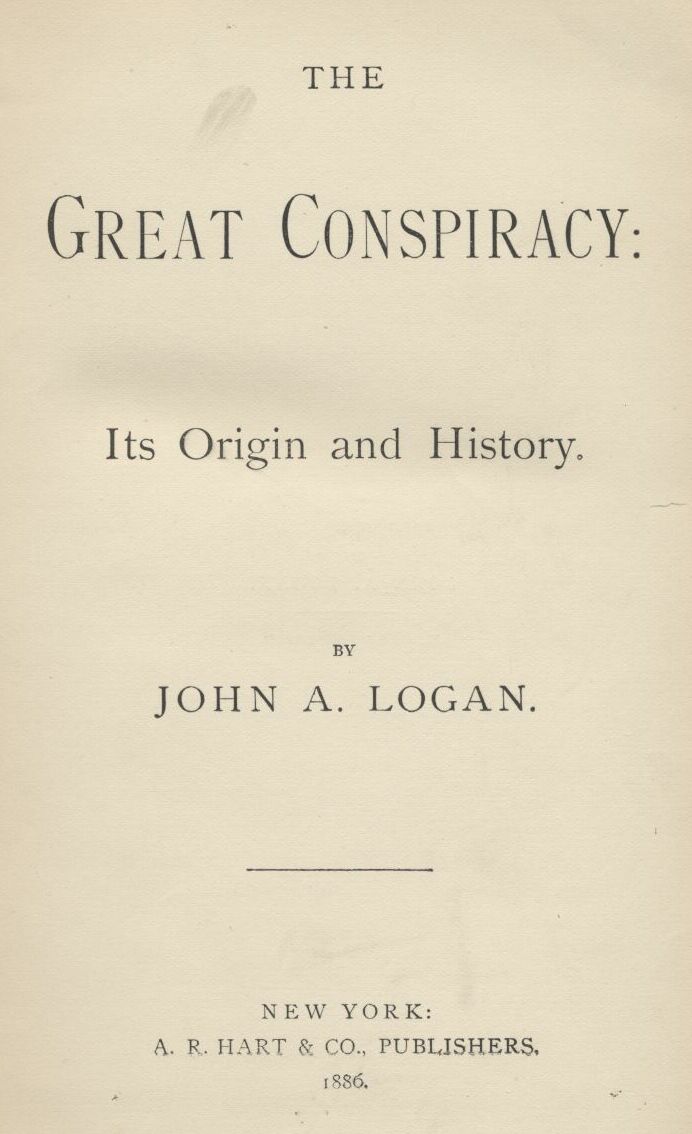 THE
GREAT CONSPIRACY:
Its Origin and History.
BY
JOHN A. LOGAN.
NEW YORK:
A. R. HART & CO., PUBLISHERS,
1886.